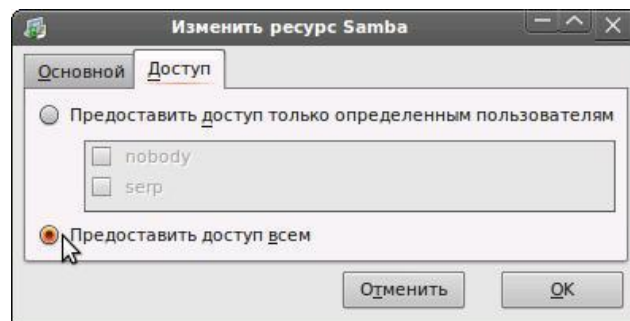 Изменить ресурс Samba
Основной Доступ
Предоставить доступ только определенным пользователям
nobody
serp
Предоставить доступ всем
Отменить OK